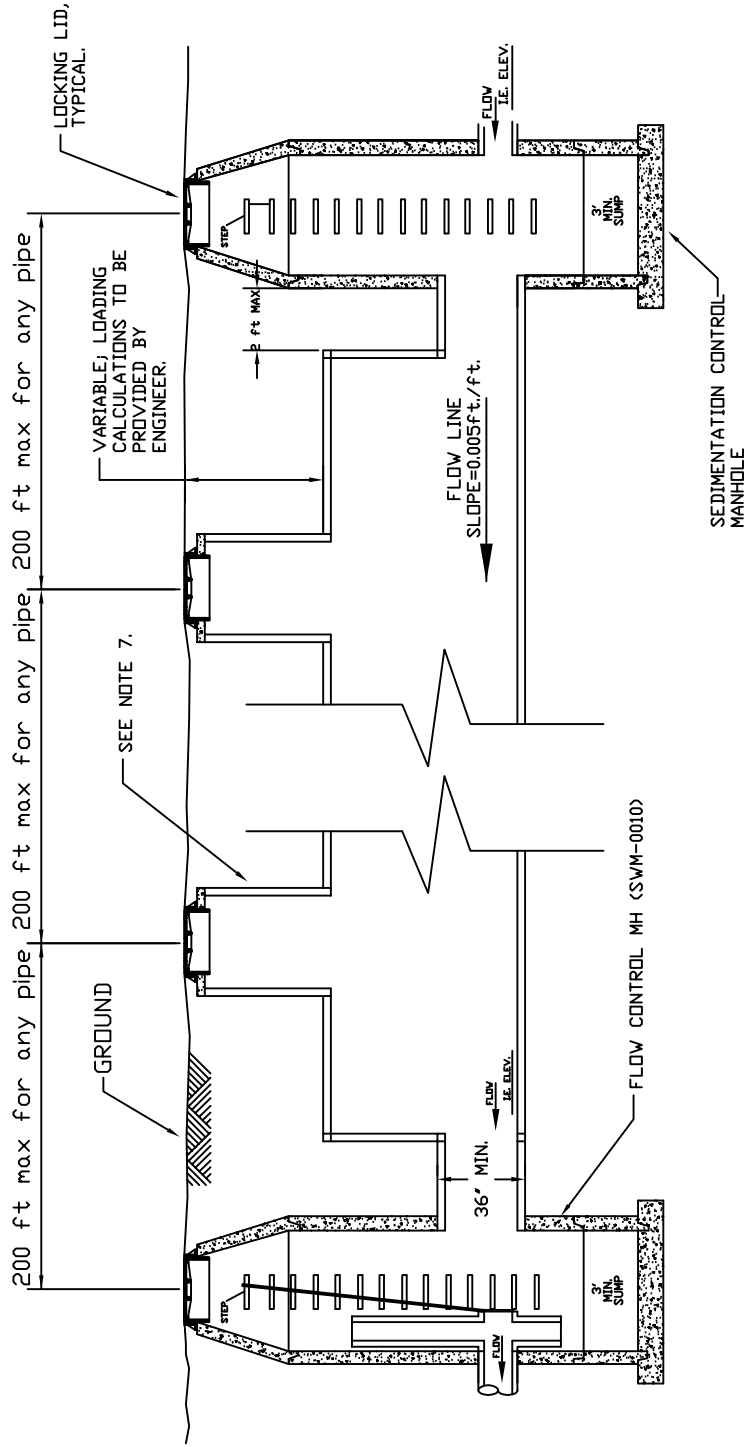 200 ft max for any pipe
200 ft max for any pipe
200 ft max for any pipe
LOCKING LID,
TYPICAL.
GROUND
SEE NOTE 7.
VARIABLE; LOADING
CALCULATIONS TO BE
PROVIDED BY
ENGINEER.
STEP
2 ft MAX
STEP
36" MIN.
FLOW
I.E. ELEV.
FLOW LINE
SLOPE=0.005ft./ft.
FLOW
I.E. ELEV.
FLOW
3'
MIN.
SUMP
3'
MIN.
SUMP
FLOW CONTROL MH (SWM-0010)
SEDIMENTATION CONTROL
MANHOLE